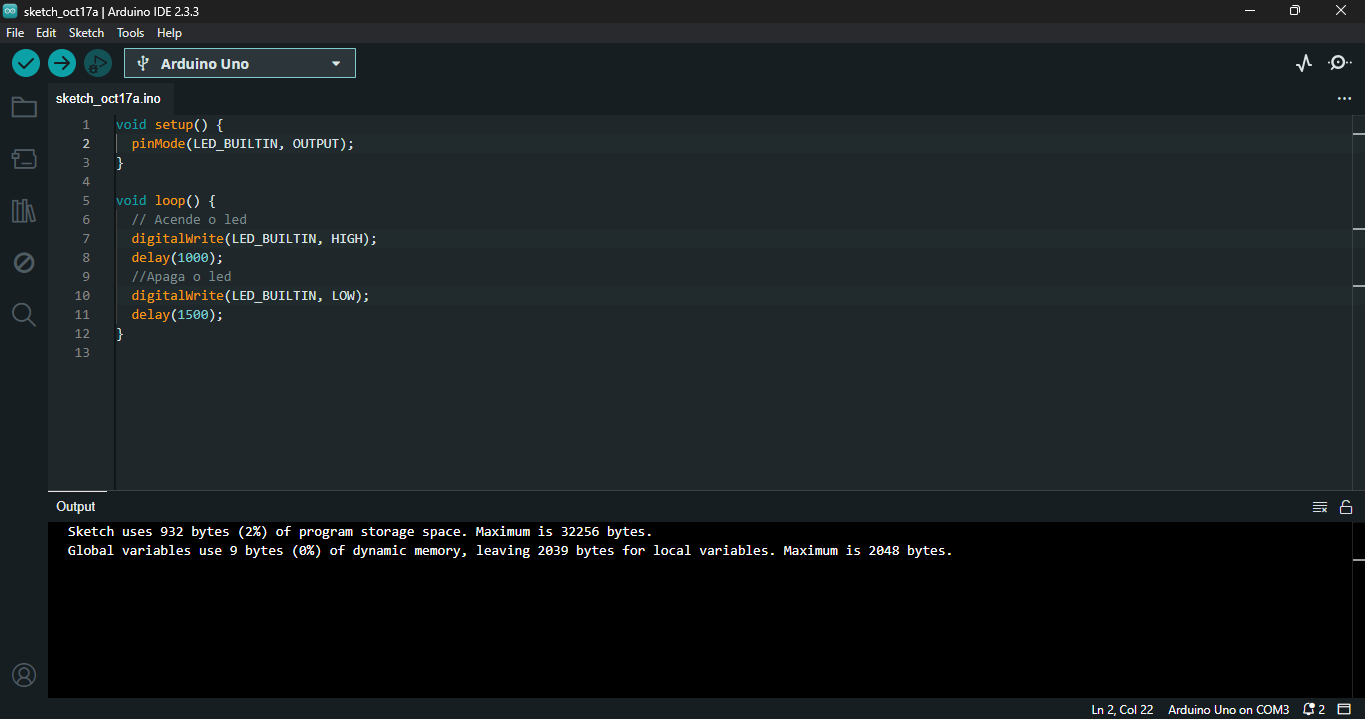 sketch_oct17a | Arduino IDE 2.3.3
File Edit Sketch Tools Help
Arduino Uno
sketch_oct17a.ino
1 void setup() {
2 pinMode(LED_BUILTIN, OUTPUT);
3 }
4
5 void loop() {
6 // Acende o led
7 digitalWrite(LED_BUILTIN, HIGH);
8 delay(1000);
9 //Apaga o led
10 digitalWrite(LED_BUILTIN, LOW);
11 delay(1500);
12 }
13
Output
Sketch uses 932 bytes (2%) of program storage space. Maximum is 32256 bytes.
Global variables use 9 bytes (0%) of dynamic memory, leaving 2039 bytes for local variables. Maximum is 2048 bytes.
Ln 2, Col 22 Arduino Uno on COM3 2